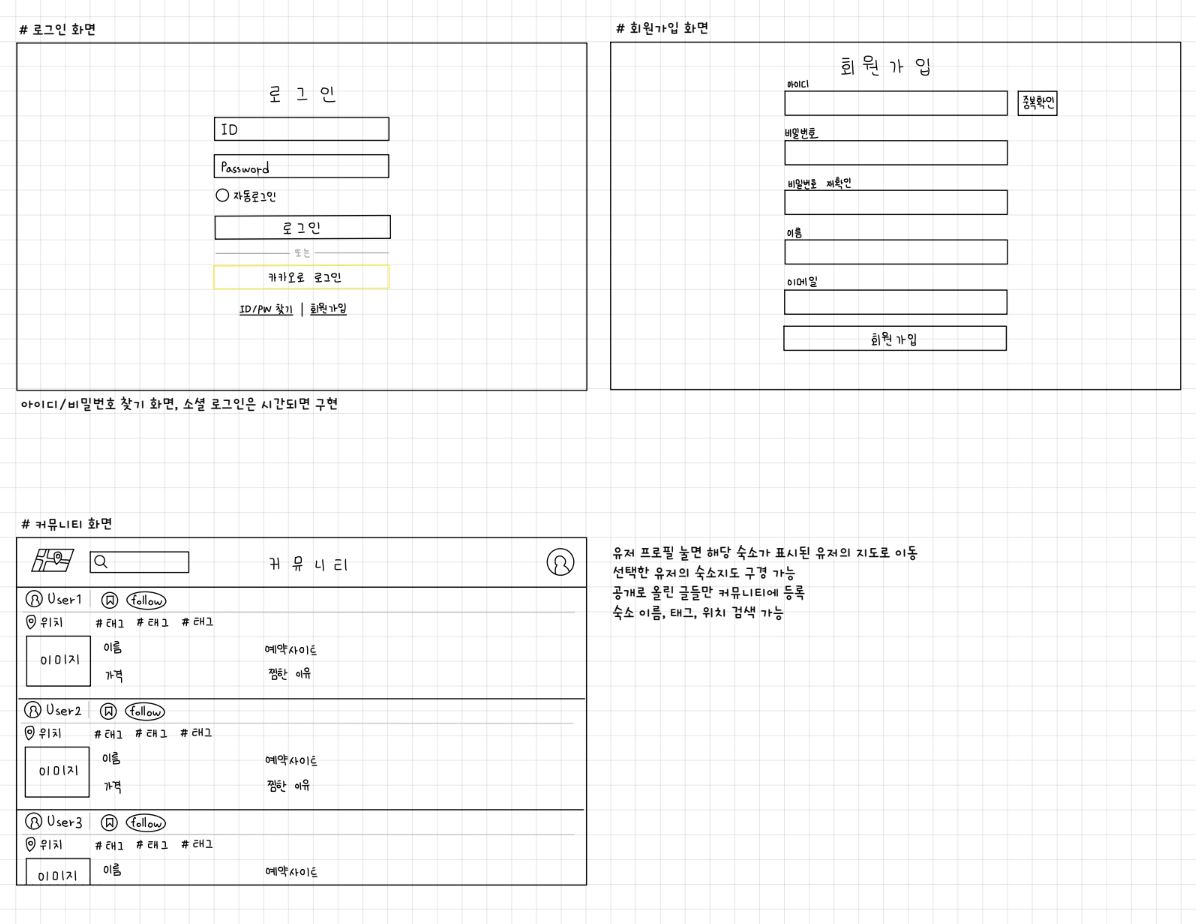 # 로그인 화면
로그인
ID
Password
자동로그인
로그인
또는
카카오로 로그인
ID/PW 찾기 | 회원가입
아이디/비밀번호 찾기 화면, 소셜 로그인은 시간되면 구현
# 회원가입 화면
회원가입
아이디
중복확인
비밀번호
비밀번호 재확인
이름
이메일
회원가입
# 커뮤니티 화면
커뮤니티
User1 follow
위치 #태그 #태그 #태그
이미지
이름 예약사이트
가격 찜한 이유
User2 follow
위치 #태그 #태그 #태그
이미지
이름 예약사이트
가격 찜한 이유
User3 follow
위치 #태그 #태그 #태그
이미지
이름 예약사이트
유저 프로필 눌면 해당 숙소가 표시된 유저의 지도로 이동
선택한 유저의 숙소지도 구경 가능
공개로 올린 글들만 커뮤니티에 등록
숙소 이름, 태그, 위치 검색 가능